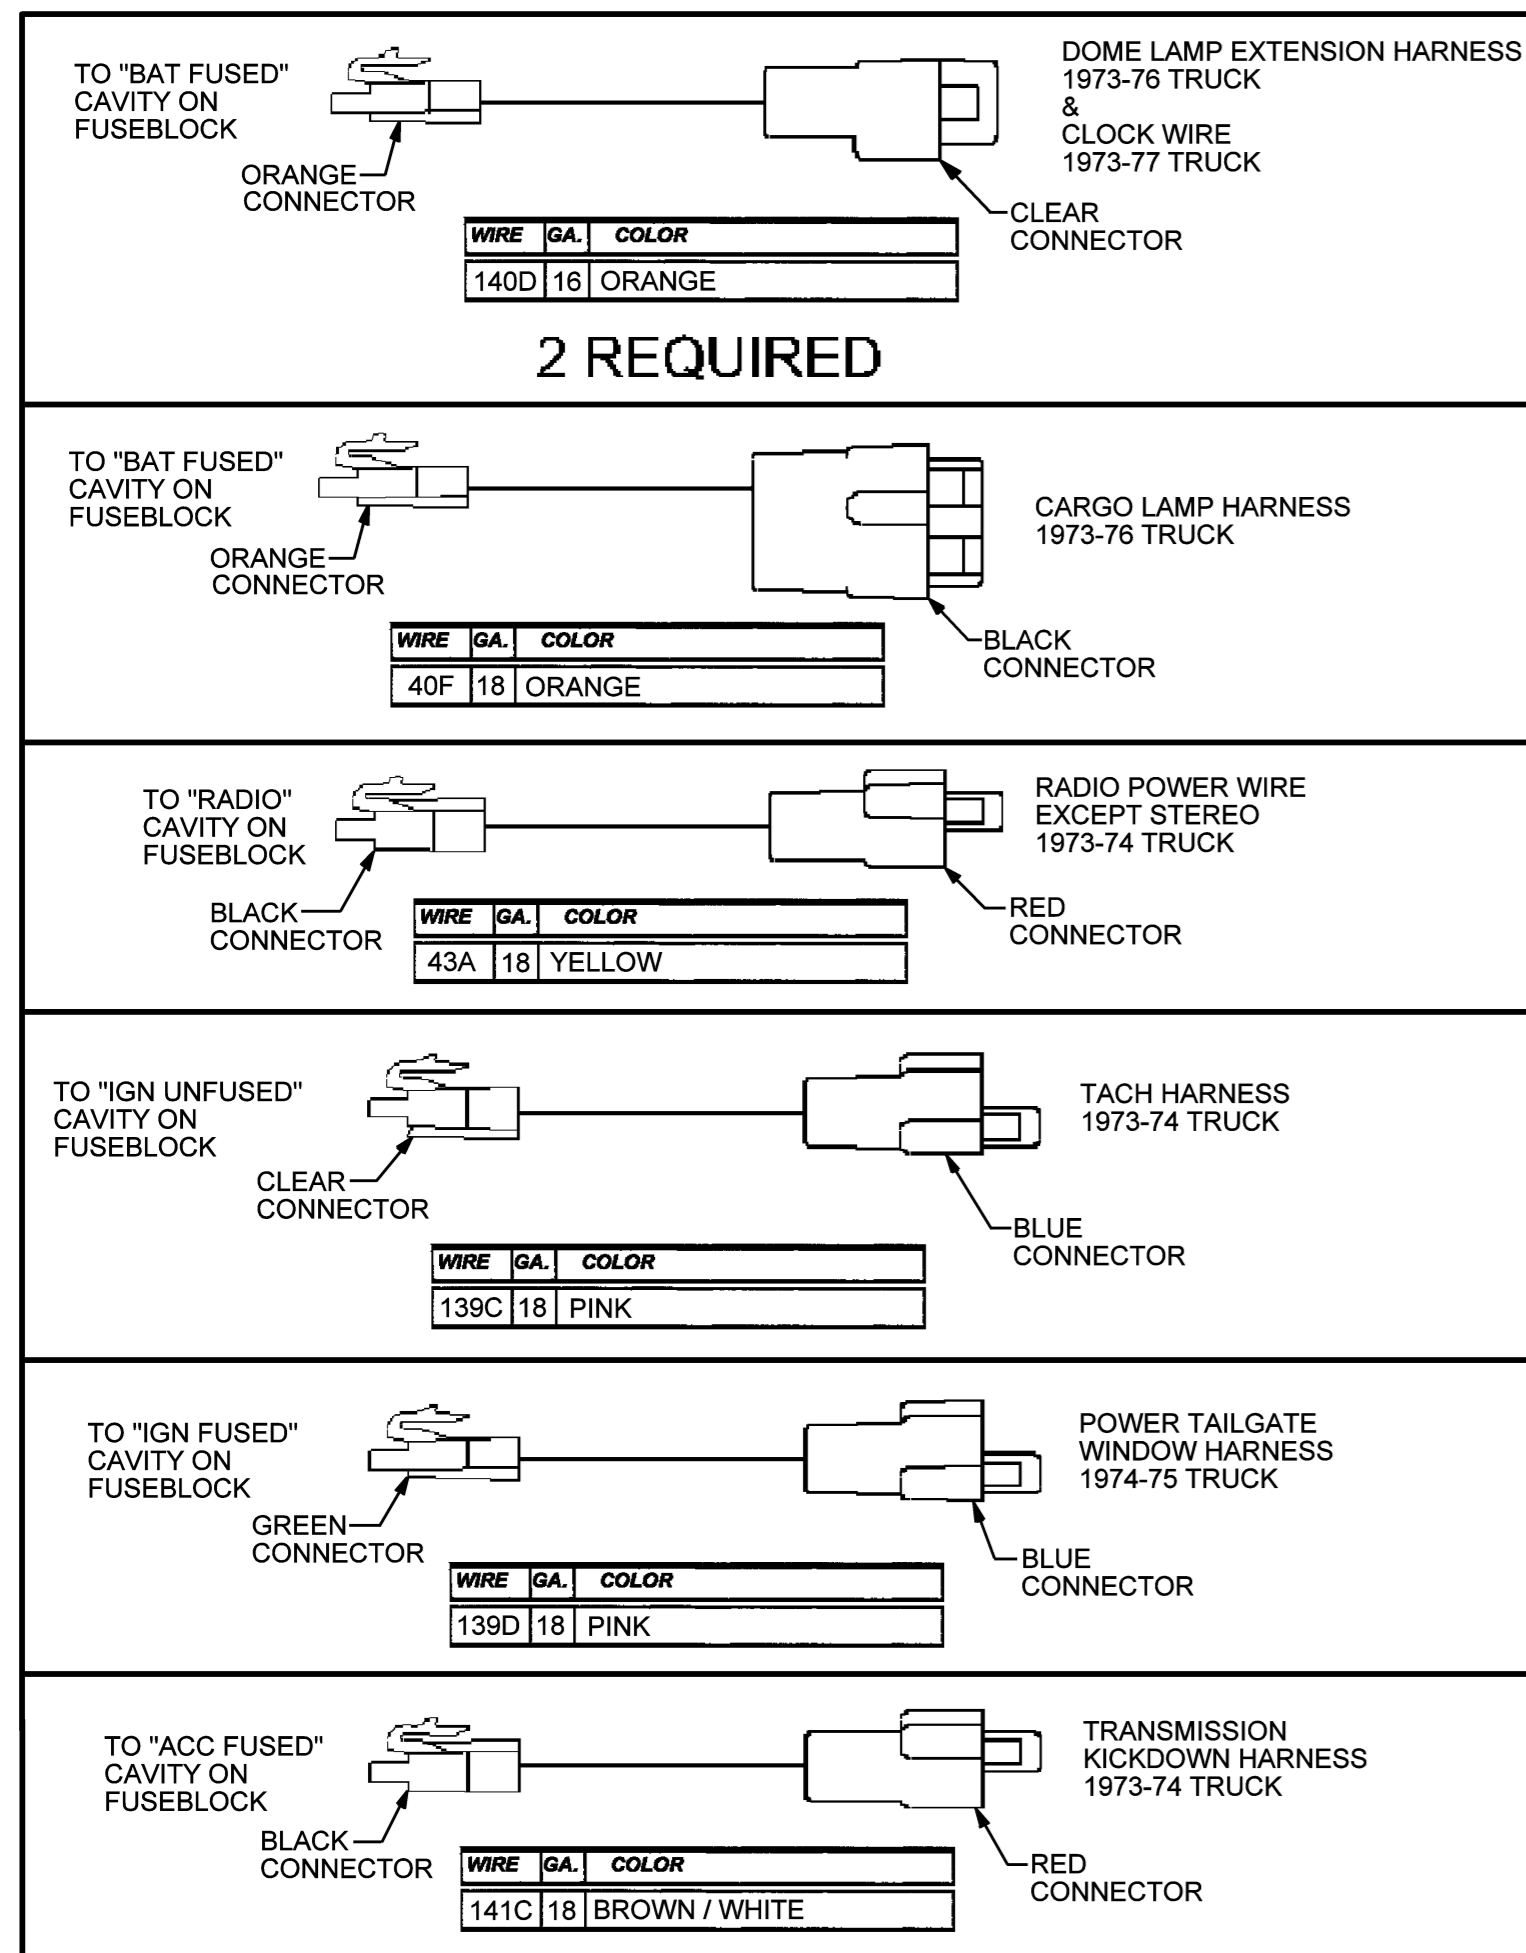 TO "BAT FUSED"
CAVITY ON
FUSEBLOCK
ORANGE
CONNECTOR
DOME LAMP EXTENSION HARNESS
1973-76 TRUCK
&
CLOCK WIRE
1973-77 TRUCK
CLEAR
CONNECTOR
WIRE GA. COLOR
140D 16 ORANGE
2 REQUIRED
TO "BAT FUSED"
CAVITY ON
FUSEBLOCK
ORANGE
CONNECTOR
CARGO LAMP HARNESS
1973-76 TRUCK
BLACK
CONNECTOR
WIRE GA. COLOR
40F 18 ORANGE
TO "RADIO"
CAVITY ON
FUSEBLOCK
BLACK
CONNECTOR
RADIO POWER WIRE
EXCEPT STEREO
1973-74 TRUCK
RED
CONNECTOR
WIRE GA. COLOR
43A 18 YELLOW
TO "IGN UNFUSED"
CAVITY ON
FUSEBLOCK
CLEAR
CONNECTOR
TACH HARNESS
1973-74 TRUCK
BLUE
CONNECTOR
WIRE GA. COLOR
139C 18 PINK
TO "IGN FUSED"
CAVITY ON
FUSEBLOCK
GREEN
CONNECTOR
POWER TAILGATE
WINDOW HARNESS
1974-75 TRUCK
BLUE
CONNECTOR
WIRE GA. COLOR
139D 18 PINK
TO "ACC FUSED"
CAVITY ON
FUSEBLOCK
BLACK
CONNECTOR
TRANSMISSION
KICKDOWN HARNESS
1973-74 TRUCK
RED
CONNECTOR
WIRE GA. COLOR
141C 18 BROWN / WHITE